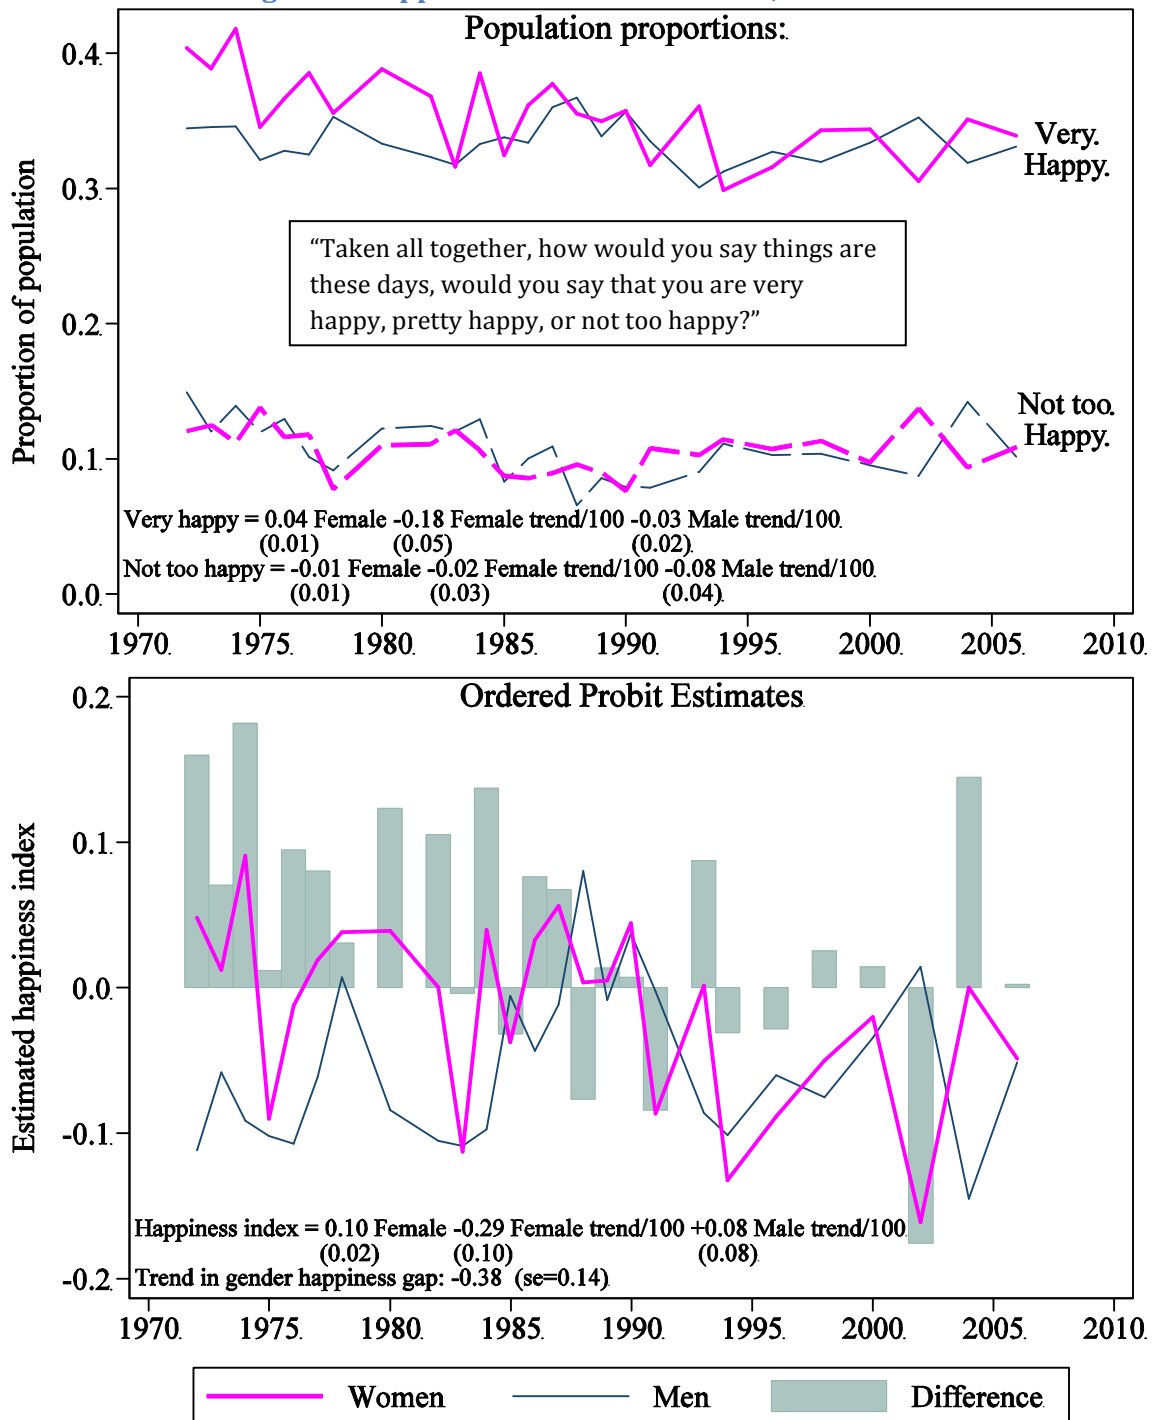 Population proportions:
0.4
0.3
0.2
0.1
0.0
Proportion of population
Very
Happy
"Taken all together, how would you say things are
these days, would you say that you are very
happy, pretty happy, or not too happy?"
Not too
Happy
Very happy = 0.04 Female -0.18 Female trend/100 -0.03 Male trend/100
(0.01) (0.05) (0.02)
Not too happy = -0.01 Female -0.02 Female trend/100 -0.08 Male trend/100
(0.01) (0.03) (0.04)
1970 1975 1980 1985 1990 1995 2000 2005 2010
Ordered Probit Estimates
0.2
0.1
0.0
-0.1
-0.2
Estimated happiness index
Happiness index = 0.10 Female -0.29 Female trend/100 +0.08 Male trend/100
(0.02) (0.10) (0.08)
Trend in gender happiness gap: -0.38 (se=0.14)
1970 1975 1980 1985 1990 1995 2000 2005 2010
Women Men Difference